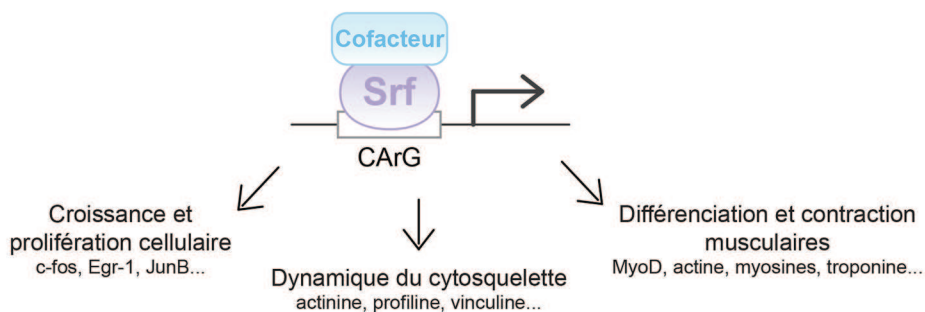 Cofacteur
Srf
CArG
Croissance et
prolifération cellulaire
c-fos, Egr-1, JunB...
Dynamique du cytosquelette
actinine, profiline, vinculine...
Différenciation et contraction
musculaires
MyoD, actine, myosines, troponine...